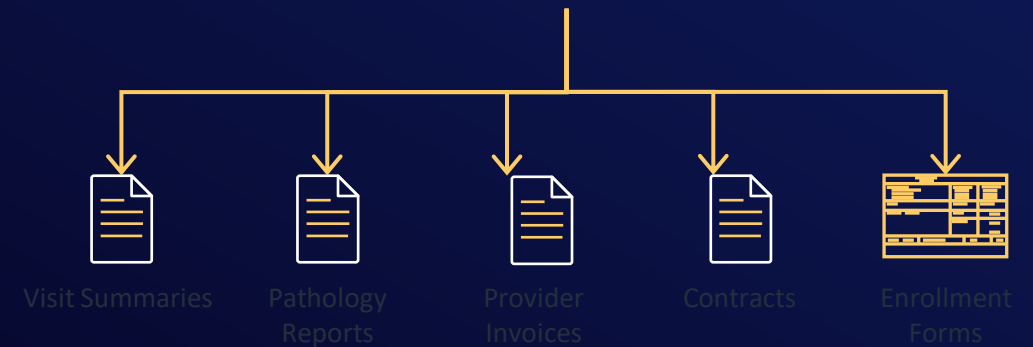 Visit Summaries
Pathology
Reports
Provider
Invoices
Contracts
Enrollment
Forms